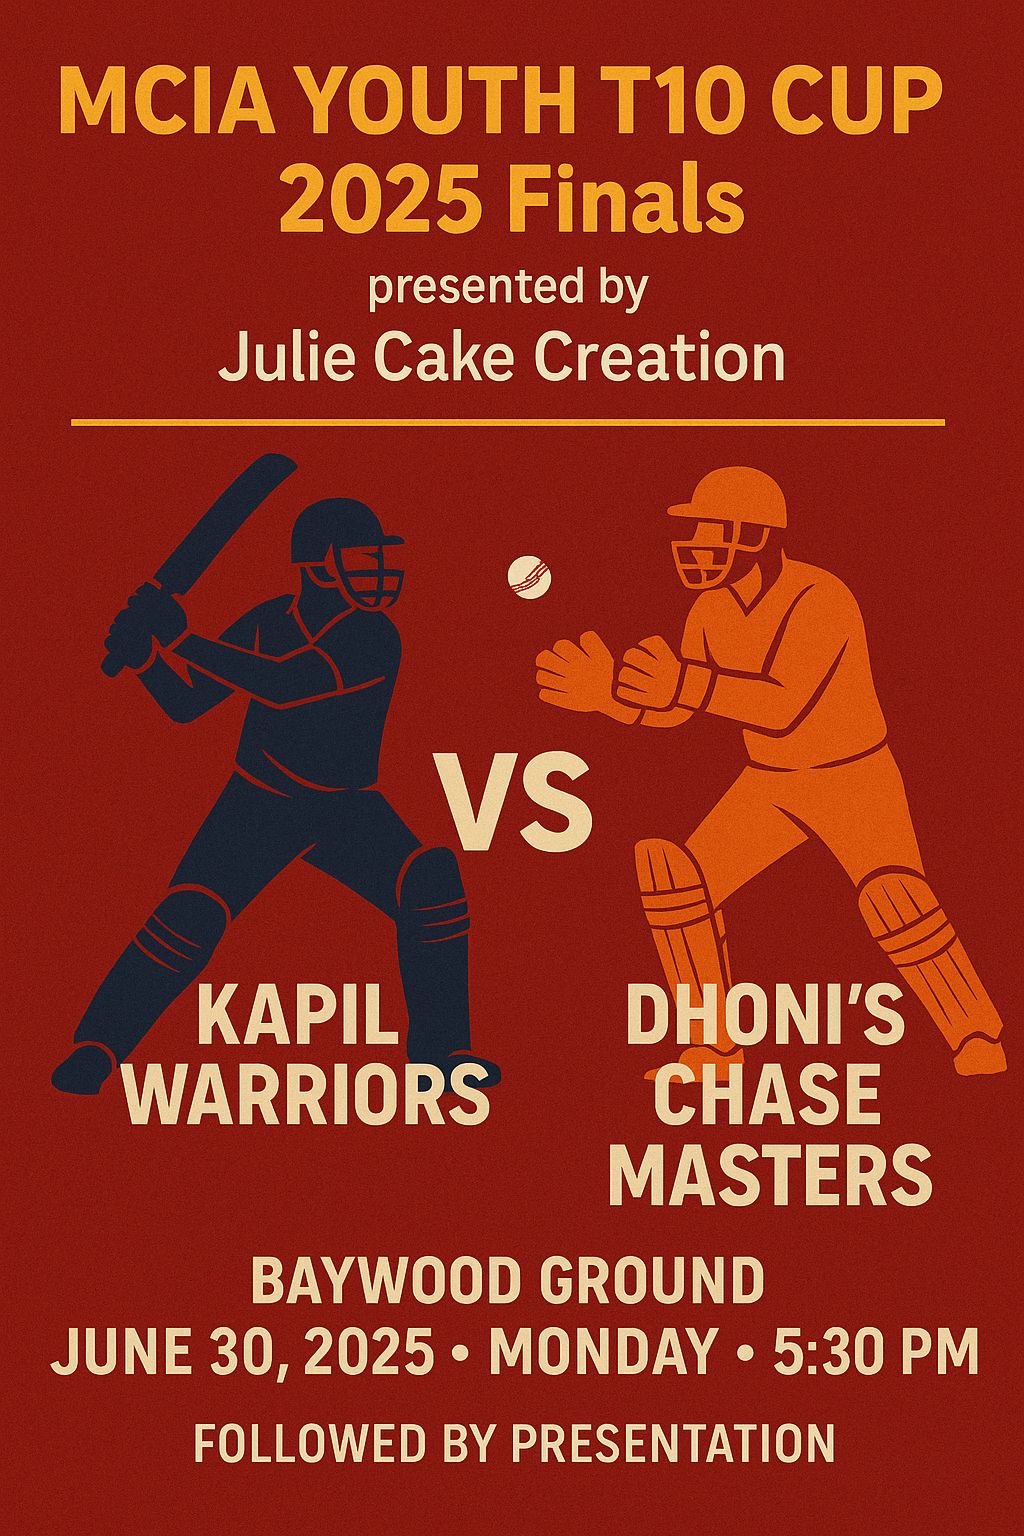 MCIA YOUTH T10 CUP
2025 Finals
presented by
Julie Cake Creation
VS
KAPIL
WARRIORS
DHONI’S
CHASE
MASTERS
BAYWOOD GROUND
JUNE 30, 2025 • MONDAY • 5:30 PM
FOLLOWED BY PRESENTATION